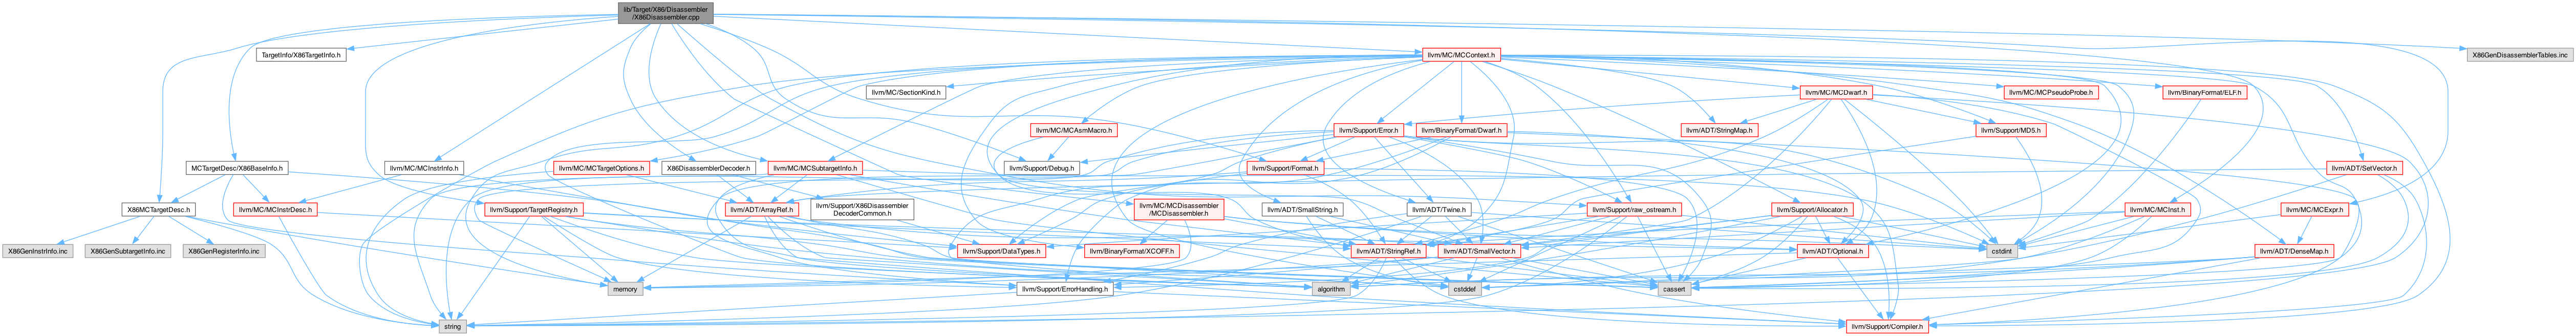 lib/Target/X86/Disassembler
/X86Disassembler.cpp
TargetInfo/X86TargetInfo.h
llvm/MC/MCContext.h
X86GenDisassemblerTables.inc
llvm/MC/SectionKind.h
llvm/MC/MCDwarf.h
llvm/MC/MCPseudoProbe.h
llvm/BinaryFormat/ELF.h
llvm/MC/MCAsmMacro.h
llvm/Support/Error.h
llvm/BinaryFormat/Dwarf.h
llvm/ADT/StringMap.h
llvm/Support/MD5.h
MCTargetDesc/X86BaseInfo.h
llvm/MC/MCInstrInfo.h
llvm/MC/MCTargetOptions.h
X86DisassemblerDecoder.h
llvm/MC/MCSubtargetInfo.h
llvm/Support/Debug.h
llvm/Support/Format.h
llvm/ADT/SetVector.h
X86MCTargetDesc.h
llvm/MC/MCInstrDesc.h
llvm/Support/TargetRegistry.h
llvm/ADT/ArrayRef.h
llvm/Support/X86Disassembler
DecoderCommon.h
llvm/MC/MCDisassembler
/MCDisassembler.h
llvm/ADT/SmallString.h
llvm/ADT/Twine.h
llvm/Support/raw_ostream.h
llvm/Support/Allocator.h
llvm/MC/MCInst.h
llvm/MC/MCExpr.h
X86GenInstrInfo.inc
X86GenSubtargetInfo.inc
X86GenRegisterInfo.inc
llvm/Support/DataTypes.h
llvm/BinaryFormat/XCOFF.h
llvm/ADT/StringRef.h
llvm/ADT/SmallVector.h
llvm/ADT/Optional.h
cstdint
llvm/ADT/DenseMap.h
memory
llvm/Support/ErrorHandling.h
algorithm
cstddef
cassert
string
llvm/Support/Compiler.h